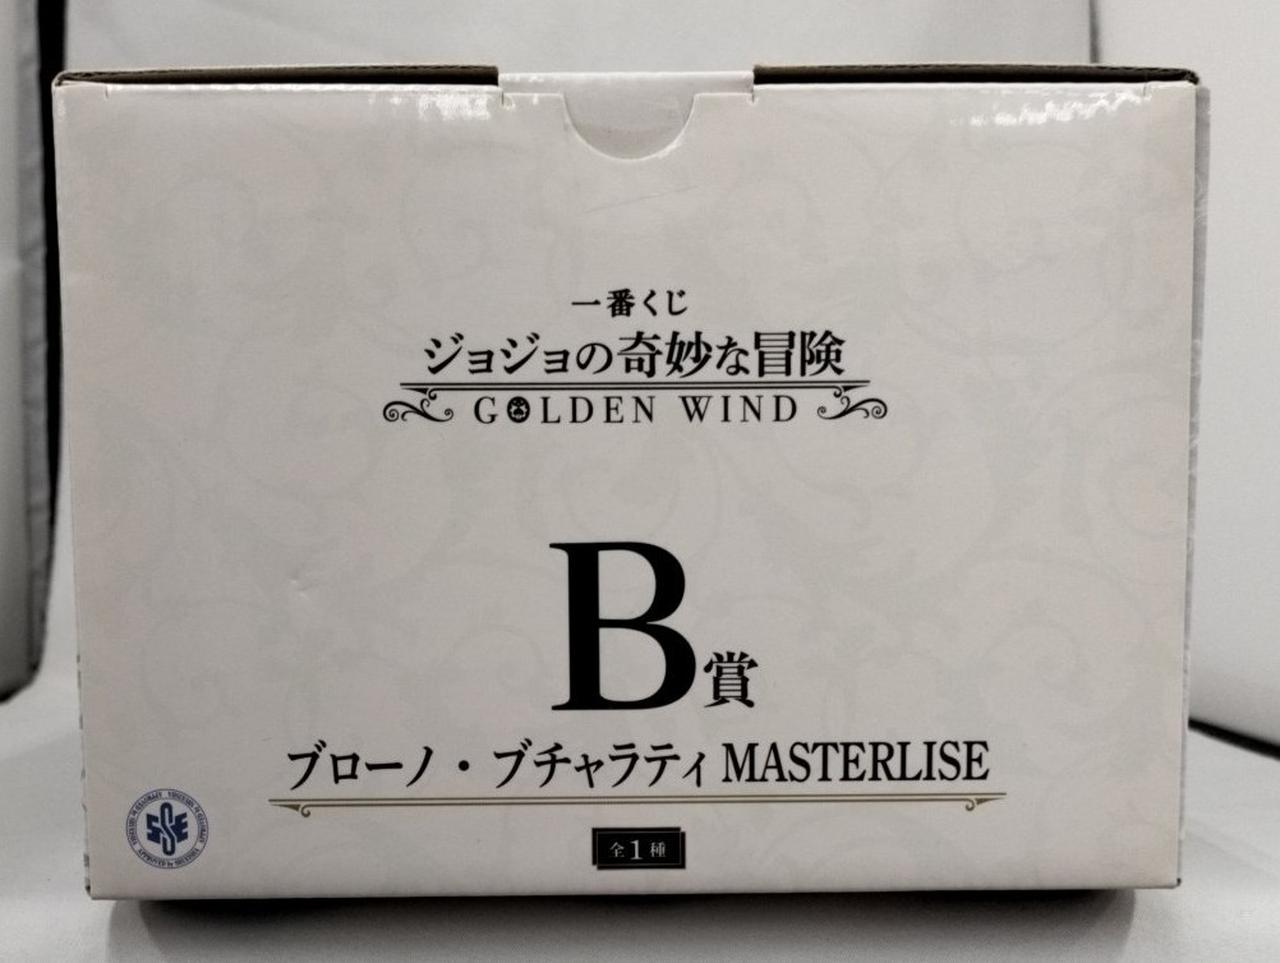 一番くじ
ジョジョの奇妙な冒険
GOLDEN WIND
B賞
ブローノ・ブチャラティ MASTERLISE
全1種
SSE